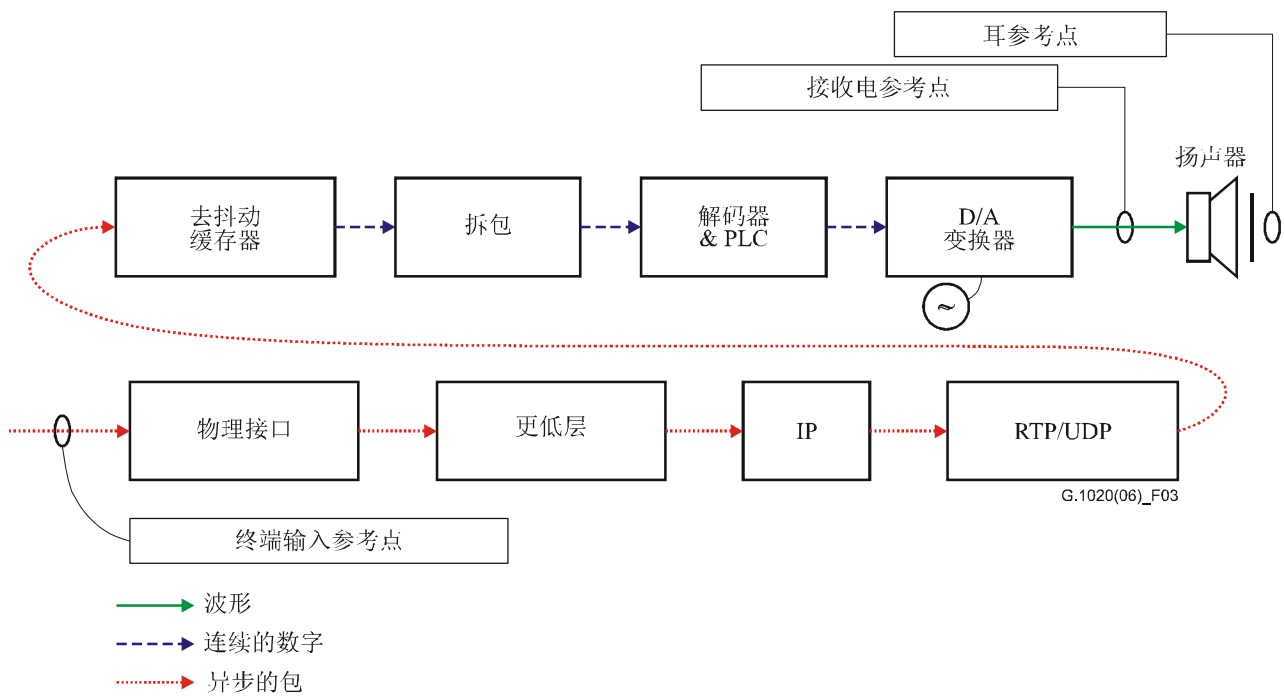 耳参考点
接收电参考点
扬声器
去抖动
缓存器
拆包
解码器
& PLC
D/A
变换器
~
物理接口
更低层
IP
RTP/UDP
G.1020(06)_F03
终端输入参考点
波形
连续的数字
异步的包